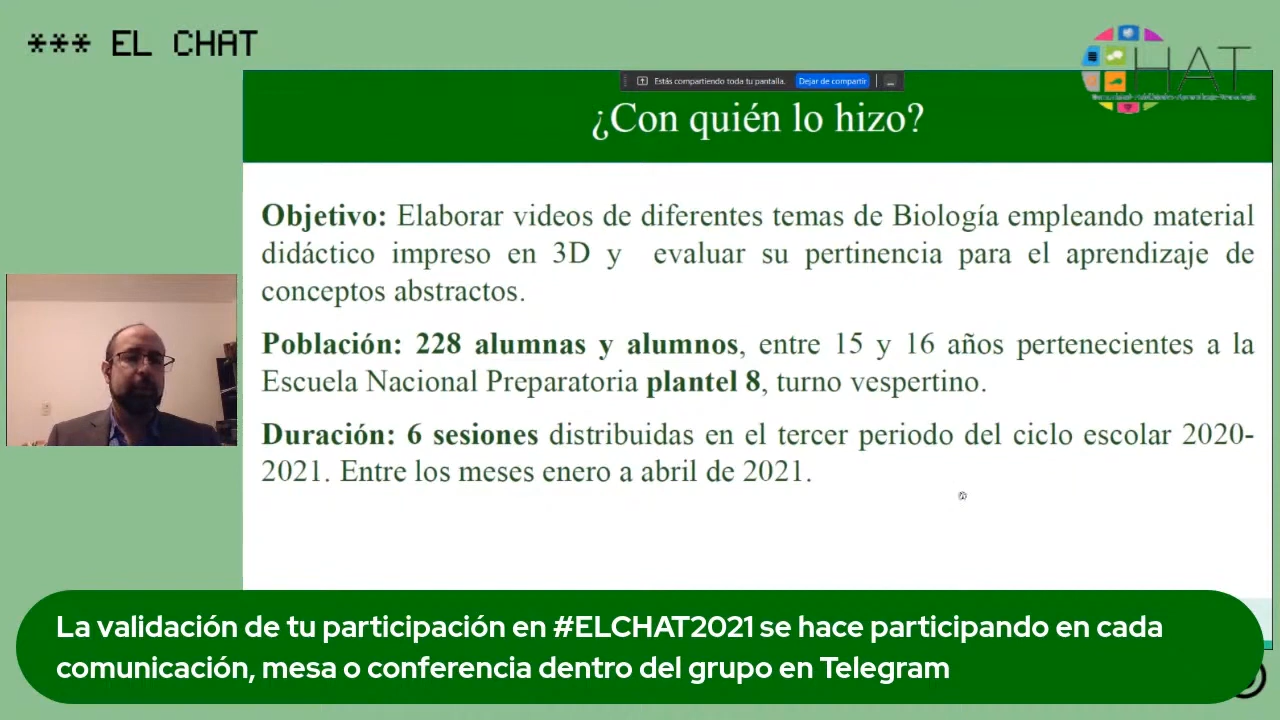 *** EL CHAT
HAT
Estás compartiendo toda tu pantalla. Dejar de compartir
¿Con quién lo hizo?
Objetivo: Elaborar videos de diferentes temas de Biología empleando material
didáctico impreso en 3D y evaluar su pertinencia para el aprendizaje de
conceptos abstractos.
Población: 228 alumnas y alumnos, entre 15 y 16 años pertenecientes a la
Escuela Nacional Preparatoria plantel 8, turno vespertino.
Duración: 6 sesiones distribuidas en el tercer periodo del ciclo escolar 2020-
2021. Entre los meses enero a abril de 2021.
La validación de tu participación en #ELCHAT2021 se hace participando en cada
comunicación, mesa o conferencia dentro del grupo en Telegram